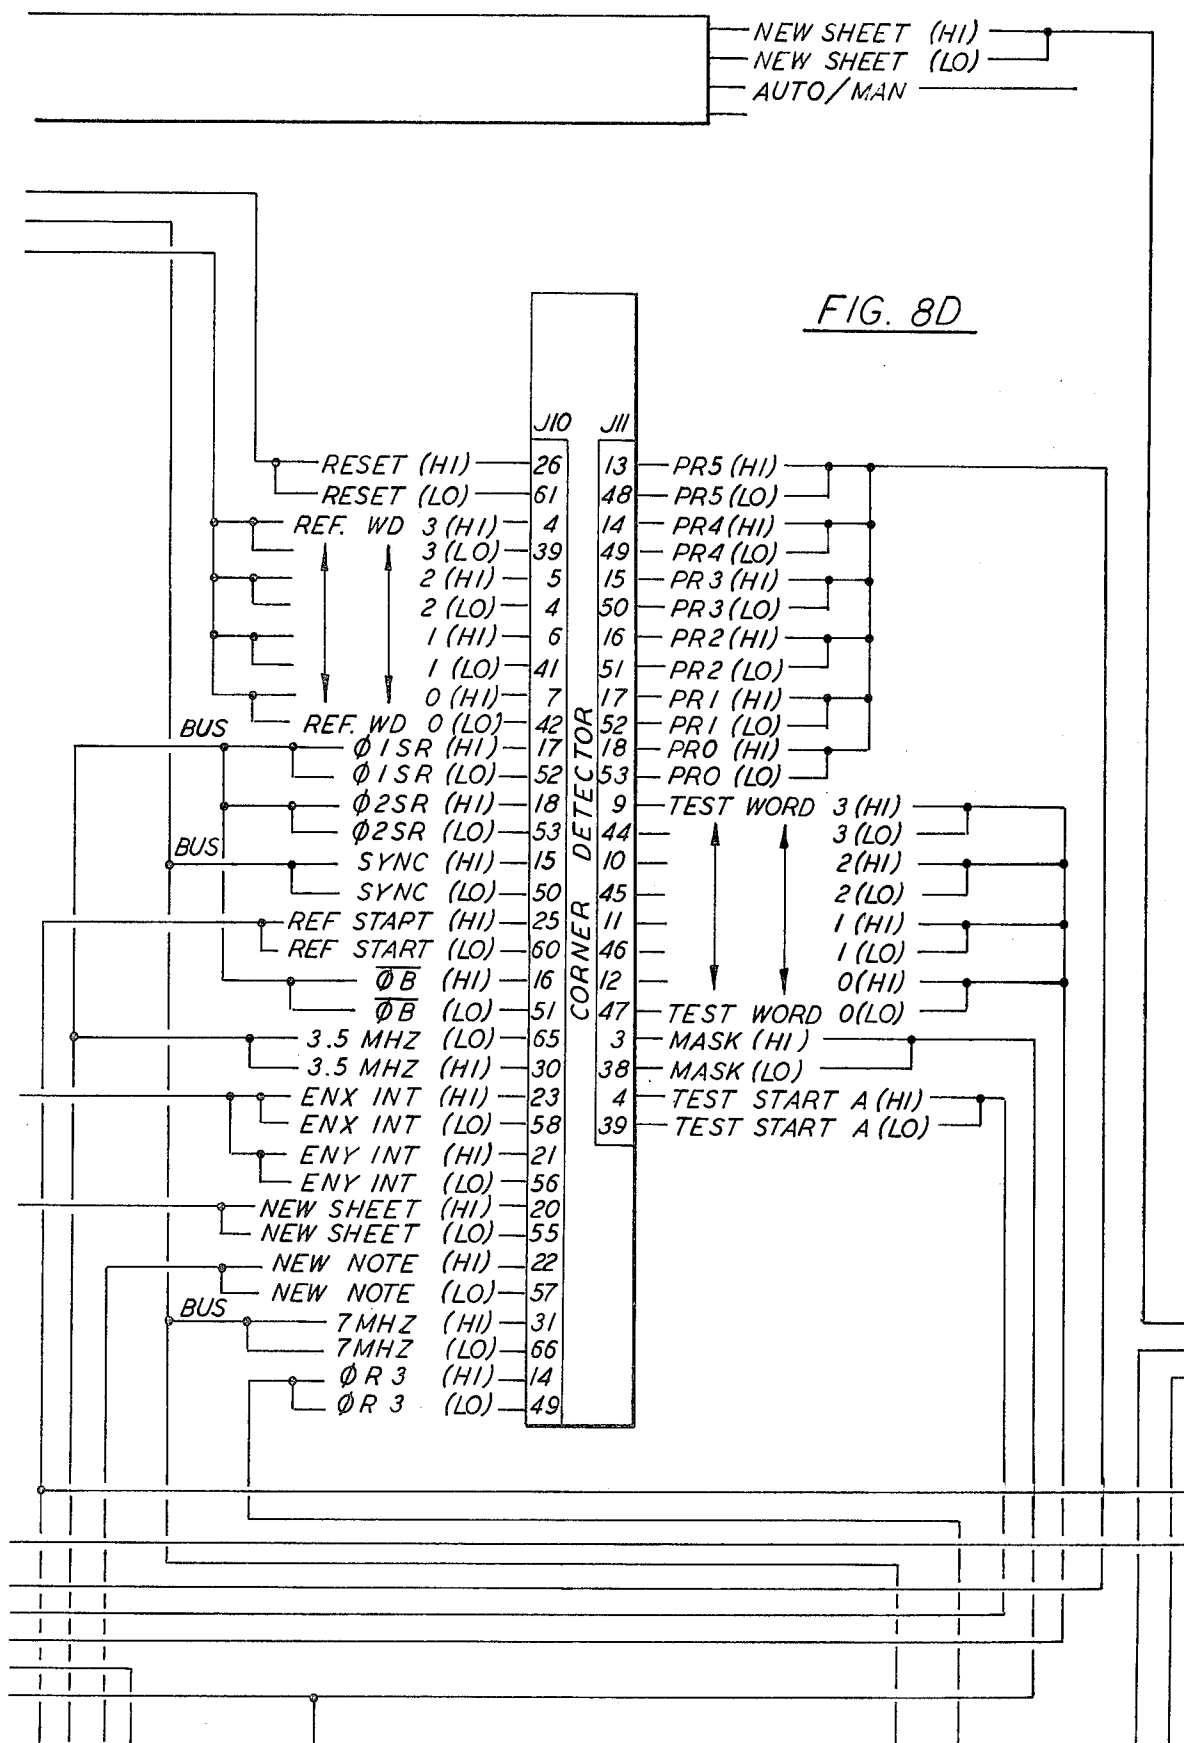 NEW SHEET (HI)
NEW SHEET (LO)
AUTO/MAN
FIG. 8D
J10 J11
CORNER DETECTOR
RESET (HI) 26
RESET (LO) 61
REF. WD 3 (HI) 4
3 (LO) 39
2 (HI) 5
2 (LO) 4
1 (HI) 6
1 (LO) 41
0 (HI) 7
REF. WD 0 (LO) 42
BUS
Φ1SR (HI) 17
Φ1SR (LO) 52
Φ2SR (HI) 18
Φ2SR (LO) 53
BUS
SYNC (HI) 15
SYNC (LO) 50
REF START (HI) 25
REF START (LO) 60
Φ̅B̅ (HI) 16
Φ̅B̅ (LO) 51
3.5 MHZ (LO) 65
3.5 MHZ (HI) 30
ENX INT (HI) 23
ENX INT (LO) 58
ENY INT (HI) 21
ENY INT (LO) 56
NEW SHEET (HI) 20
NEW SHEET (LO) 55
NEW NOTE (HI) 22
NEW NOTE (LO) 57
BUS
7MHZ (HI) 31
7MHZ (LO) 66
ΦR3 (HI) 14
ΦR3 (LO) 49
13 PR5 (HI)
48 PR5 (LO)
14 PR4 (HI)
49 PR4 (LO)
15 PR3 (HI)
50 PR3 (LO)
16 PR2 (HI)
51 PR2 (LO)
17 PR1 (HI)
52 PR1 (LO)
18 PR0 (HI)
53 PR0 (LO)
9 TEST WORD 3 (HI)
44 3 (LO)
10 2 (HI)
45 2 (LO)
11 1 (HI)
46 1 (LO)
12 0 (HI)
47 TEST WORD 0 (LO)
3 MASK (HI)
38 MASK (LO)
4 TEST START A (HI)
39 TEST START A (LO)